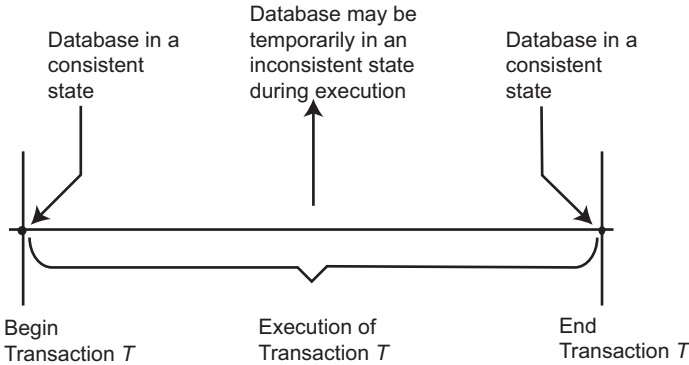 Database in a
consistent
state
Database may be
temporarily in an
inconsistent state
during execution
Database in a
consistent
state
Begin
Transaction T
Execution of
Transaction T
End
Transaction T